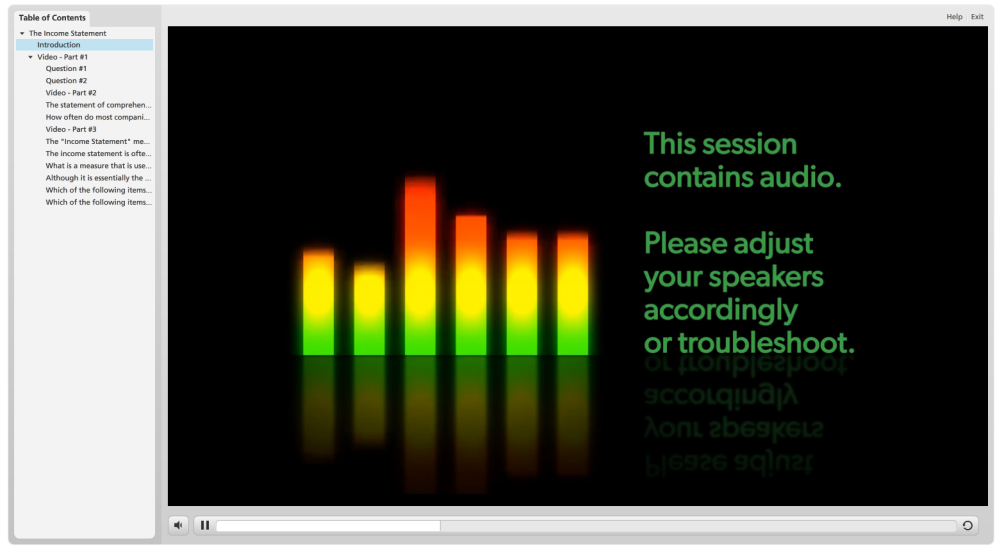 Table of Contents
Help Exit
The Income Statement
Introduction
Video - Part #1
Question #1
Question #2
Video - Part #2
The statement of comprehen...
How often do most compani...
Video - Part #3
The "Income Statement" me...
The income statement is ofte...
What is a measure that is use...
Although it is essentially the ...
Which of the following items...
Which of the following items...
This session
contains audio.
Please adjust
your speakers
accordingly
or troubleshoot.